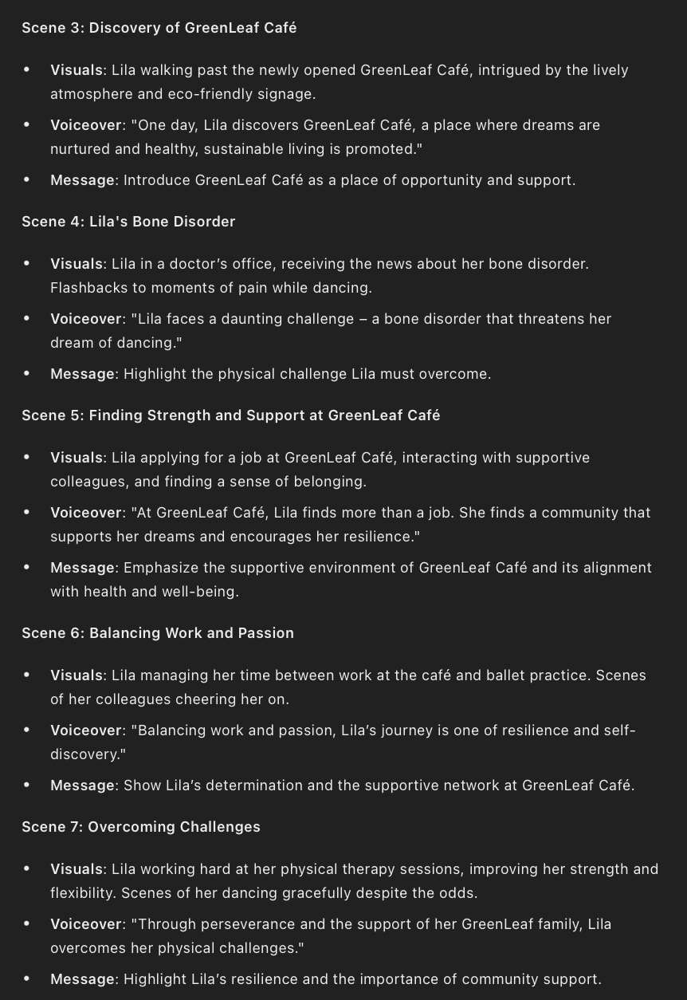 Scene 3: Discovery of GreenLeaf Café
• Visuals: Lila walking past the newly opened GreenLeaf Café, intrigued by the lively
atmosphere and eco-friendly signage.
• Voiceover: "One day, Lila discovers GreenLeaf Café, a place where dreams are
nurtured and healthy, sustainable living is promoted."
• Message: Introduce GreenLeaf Café as a place of opportunity and support.
Scene 4: Lila's Bone Disorder
• Visuals: Lila in a doctor’s office, receiving the news about her bone disorder.
Flashbacks to moments of pain while dancing.
• Voiceover: "Lila faces a daunting challenge – a bone disorder that threatens her
dream of dancing."
• Message: Highlight the physical challenge Lila must overcome.
Scene 5: Finding Strength and Support at GreenLeaf Café
• Visuals: Lila applying for a job at GreenLeaf Café, interacting with supportive
colleagues, and finding a sense of belonging.
• Voiceover: "At GreenLeaf Café, Lila finds more than a job. She finds a community that
supports her dreams and encourages her resilience."
• Message: Emphasize the supportive environment of GreenLeaf Café and its alignment
with health and well-being.
Scene 6: Balancing Work and Passion
• Visuals: Lila managing her time between work at the café and ballet practice. Scenes
of her colleagues cheering her on.
• Voiceover: "Balancing work and passion, Lila’s journey is one of resilience and self-
discovery."
• Message: Show Lila’s determination and the supportive network at GreenLeaf Café.
Scene 7: Overcoming Challenges
• Visuals: Lila working hard at her physical therapy sessions, improving her strength and
flexibility. Scenes of her dancing gracefully despite the odds.
• Voiceover: "Through perseverance and the support of her GreenLeaf family, Lila
overcomes her physical challenges."
• Message: Highlight Lila’s resilience and the importance of community support.